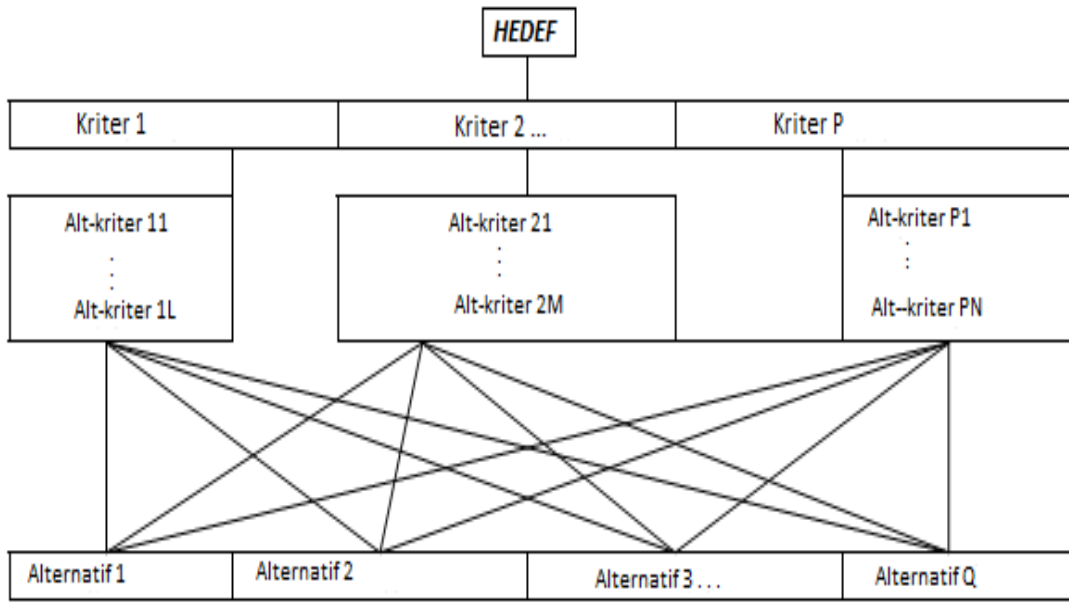 HEDEF
Kriter 1
Kriter 2 ...
Kriter P
Alt-kriter 11
⋮
Alt-kriter 1L
Alt-kriter 21
⋮
Alt-kriter 2M
Alt-kriter P1
⋮
Alt--kriter PN
Alternatif 1
Alternatif 2
Alternatif 3 . . .
Alternatif Q